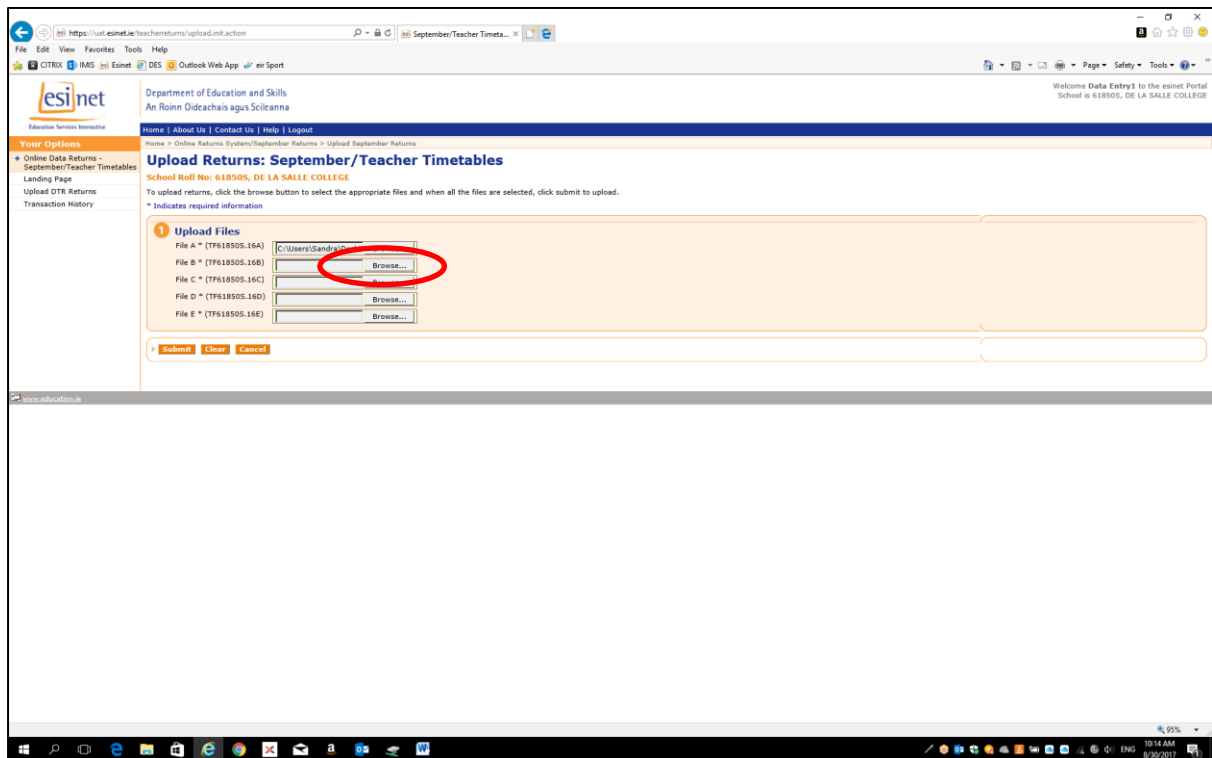 https://uat.esinet.ie/teacherreturns/upload.init.action
September/Teacher Timeta...
File Edit View Favorites Tools Help
CITRIX IMIS Esinet DES Outlook Web App eir Sport
Page Safety Tools
esinet
Education Services Interactive
Department of Education and Skills
An Roinn Oideachais agus Scileanna
Welcome Data Entry1 to the esinet Portal
School is 61850S, DE LA SALLE COLLEGE
Home | About Us | Contact Us | Help | Logout
Your Options
Online Data Returns -
September/Teacher Timetables
Landing Page
Upload DTR Returns
Transaction History
Home > Online Returns System/September Returns > Upload September Returns
Upload Returns: September/Teacher Timetables
School Roll No: 61850S, DE LA SALLE COLLEGE
To upload returns, click the browse button to select the appropriate files and when all the files are selected, click submit to upload.
* Indicates required information
1 Upload Files
File A * (TF61850S.16A) C:\Users\Sandra\
File B * (TF61850S.16B) Browse...
File C * (TF61850S.16C)
File D * (TF61850S.16D) Browse...
File E * (TF61850S.16E) Browse...
Submit Clear Cancel
www.education.ie
95%
ENG
10:14 AM
8/30/2017